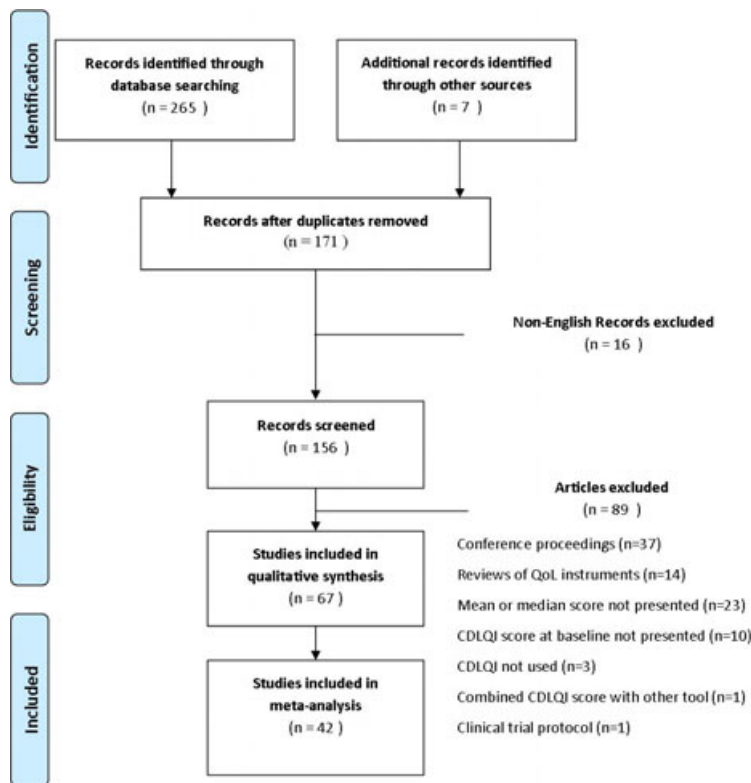 Identification
Records identified through
database searching
(n = 265 )
Additional records identified
through other sources
(n = 7 )
Records after duplicates removed
(n = 171 )
Screening
Non-English Records excluded
(n = 16 )
Records screened
(n = 156 )
Eligibility
Articles excluded
(n = 89 )
Studies included in
qualitative synthesis
(n = 67 )
Conference proceedings (n=37)
Reviews of QoL instruments (n=14)
Mean or median score not presented (n=23)
CDLQI score at baseline not presented (n=10)
CDLQI not used (n=3)
Combined CDLQI score with other tool (n=1)
Clinical trial protocol (n=1)
Included
Studies included in
meta-analysis
(n = 42 )